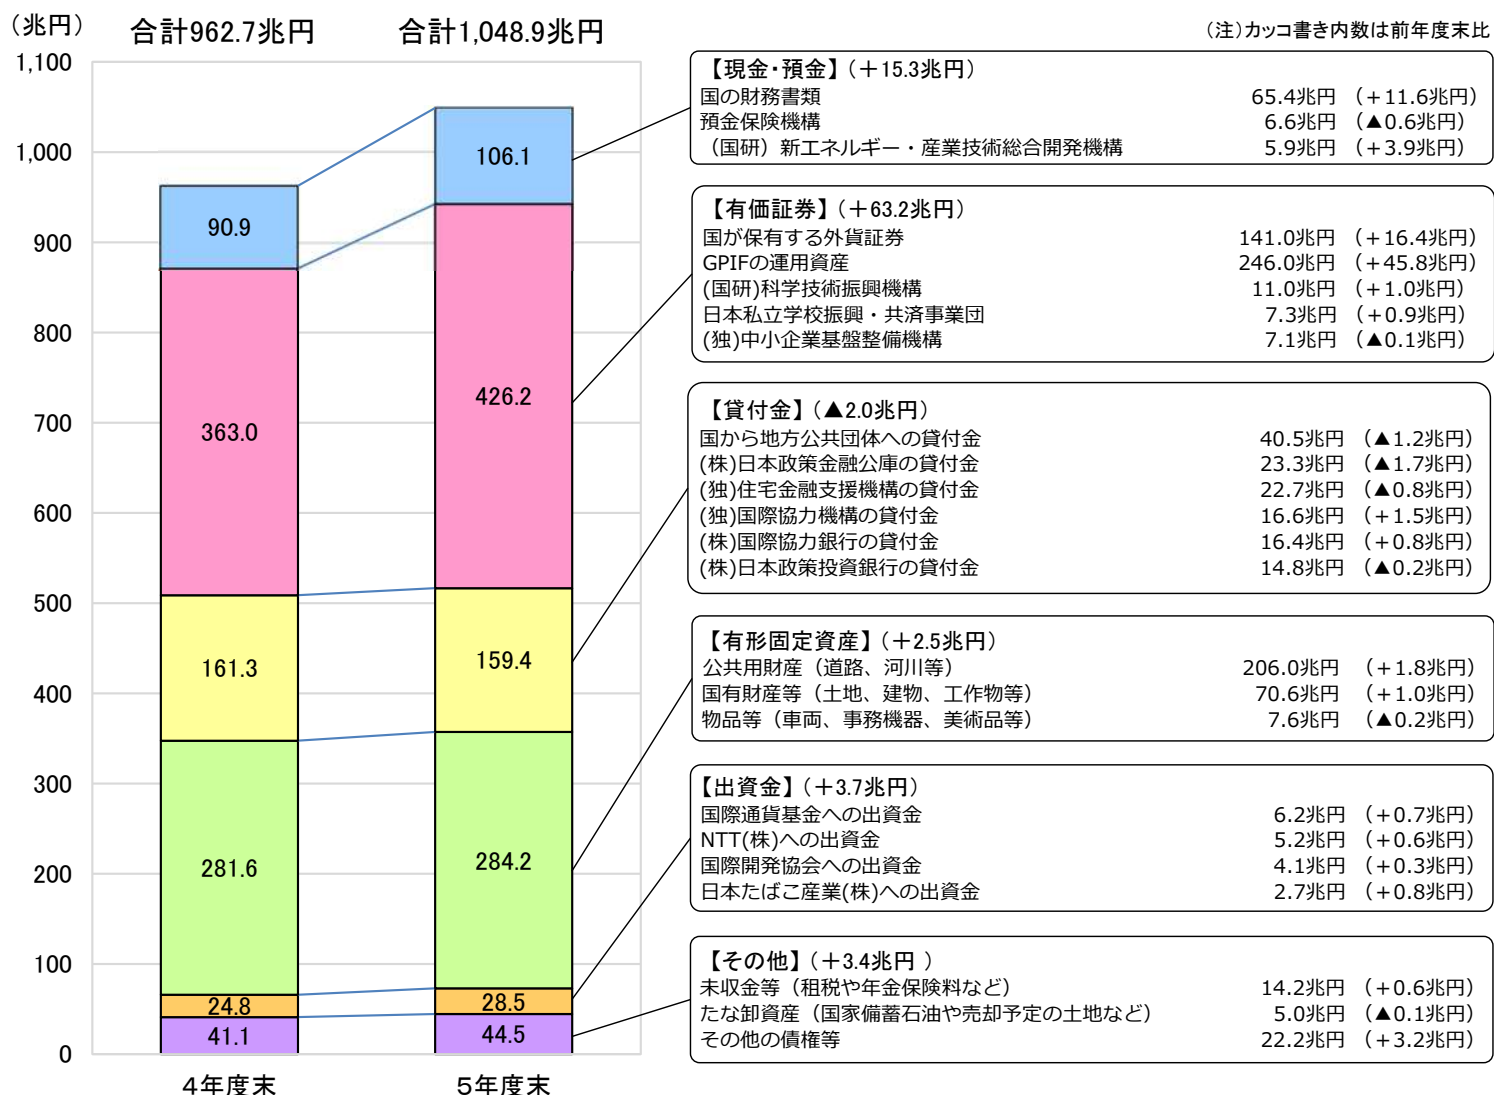 （兆円）
合計962.7兆円
合計1,048.9兆円
（注）カッコ書き内数は前年度末比
1,100
1,000
900
800
700
600
500
400
300
200
100
0
90.9
363.0
161.3
281.6
24.8
41.1
4年度末
106.1
426.2
159.4
284.2
28.5
44.5
5年度末
【現金・預金】（＋15.3兆円）
国の財務書類 65.4兆円 （＋11.6兆円）
預金保険機構 6.6兆円 （▲0.6兆円）
（国研）新エネルギー・産業技術総合開発機構 5.9兆円 （＋3.9兆円）
【有価証券】（＋63.2兆円）
国が保有する外貨証券 141.0兆円 （＋16.4兆円）
GPIFの運用資産 246.0兆円 （＋45.8兆円）
(国研)科学技術振興機構 11.0兆円 （＋1.0兆円）
日本私立学校振興・共済事業団 7.3兆円 （＋0.9兆円）
(独)中小企業基盤整備機構 7.1兆円 （▲0.1兆円）
【貸付金】（▲2.0兆円）
国から地方公共団体への貸付金 40.5兆円 （▲1.2兆円）
(株)日本政策金融公庫の貸付金 23.3兆円 （▲1.7兆円）
(独)住宅金融支援機構の貸付金 22.7兆円 （▲0.8兆円）
(独)国際協力機構の貸付金 16.6兆円 （＋1.5兆円）
(株)国際協力銀行の貸付金 16.4兆円 （＋0.8兆円）
(株)日本政策投資銀行の貸付金 14.8兆円 （▲0.2兆円）
【有形固定資産】（＋2.5兆円）
公共用財産（道路、河川等） 206.0兆円 （＋1.8兆円）
国有財産等（土地、建物、工作物等） 70.6兆円 （＋1.0兆円）
物品等（車両、事務機器、美術品等） 7.6兆円 （▲0.2兆円）
【出資金】（＋3.7兆円）
国際通貨基金への出資金 6.2兆円 （＋0.7兆円）
NTT(株)への出資金 5.2兆円 （＋0.6兆円）
国際開発協会への出資金 4.1兆円 （＋0.3兆円）
日本たばこ産業(株)への出資金 2.7兆円 （＋0.8兆円）
【その他】（＋3.4兆円 ）
未収金等（租税や年金保険料など） 14.2兆円 （＋0.6兆円）
たな卸資産（国家備蓄石油や売却予定の土地など） 5.0兆円 （▲0.1兆円）
その他の債権等 22.2兆円 （＋3.2兆円）